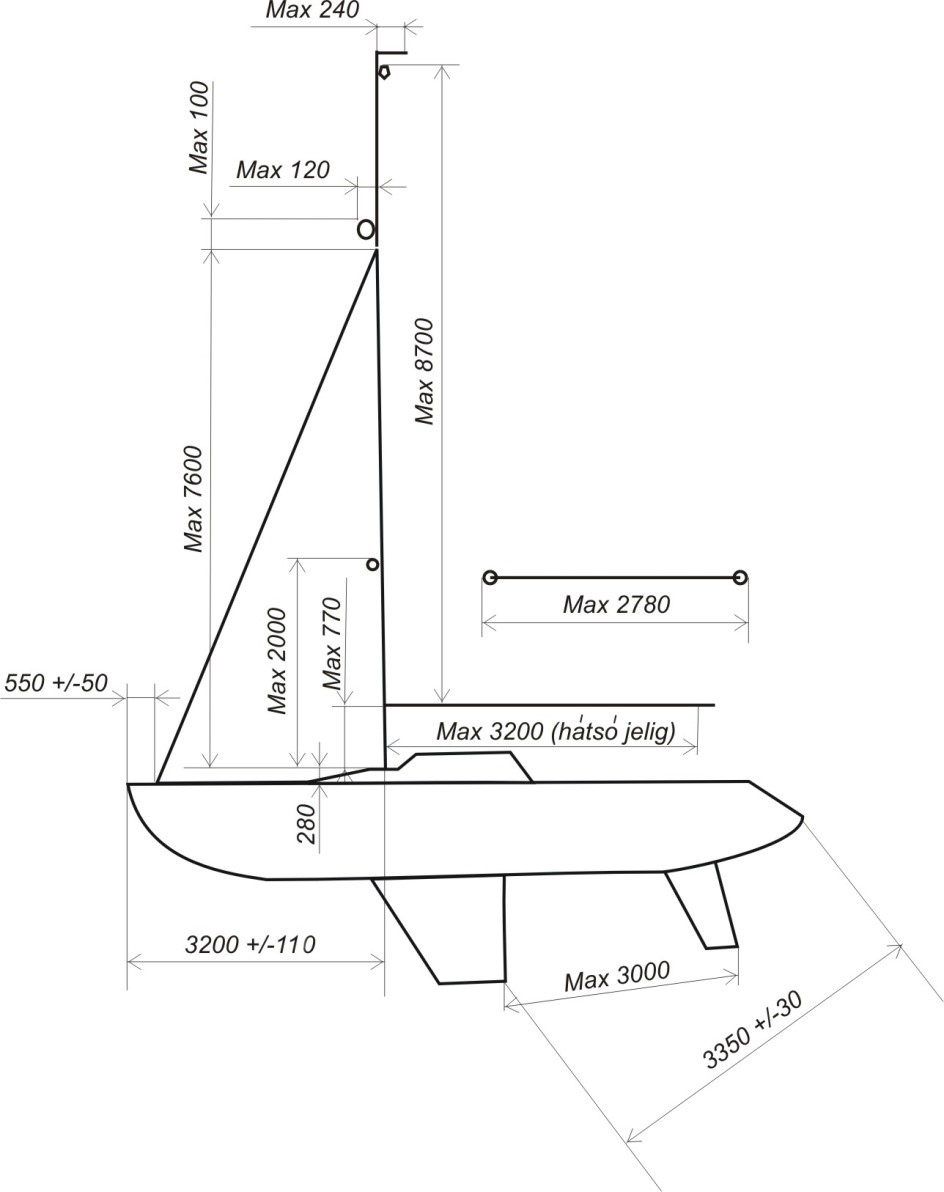 Max 240
Max 100
Max 120
Max 8700
Max 7600
Max 2780
Max 2000
Max 770
550 +/-50
Max 3200 (hátsó jelig)
280
3200 +/-110
Max 3000
3350 +/-30